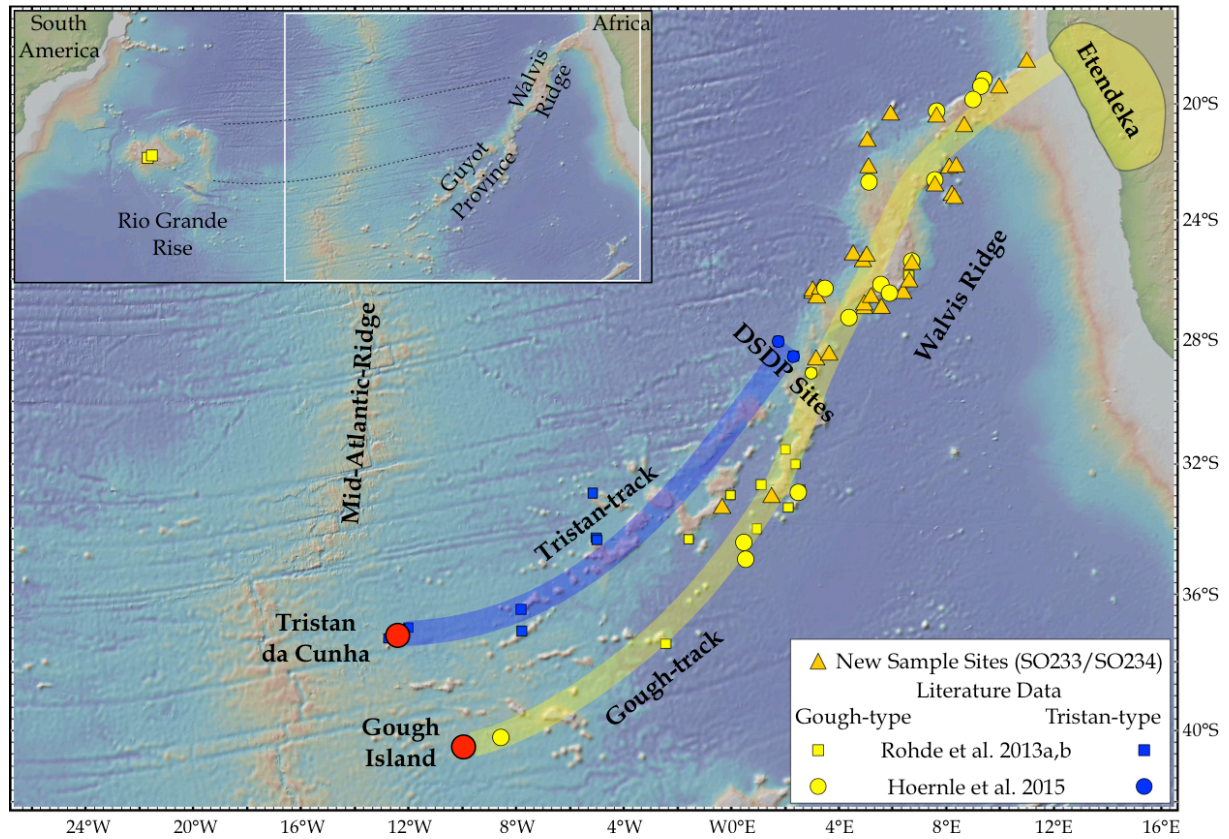 South
America
Africa
Walvis
Ridge
Guyot
Province
Rio Grande
Rise
Etendeka
20°S
24°S
28°S
32°S
36°S
40°S
Walvis Ridge
DSDP Sites
Mid-Atlantic-Ridge
Tristan-track
Gough-track
Tristan
da Cunha
Gough
Island
New Sample Sites (SO233/SO234)
Literature Data
Gough-type Tristan-type
Rohde et al. 2013a,b
Hoernle et al. 2015
24°W 20°W 16°W 12°W 8°W 4°W W0°E 4°E 8°E 12°E 16°E